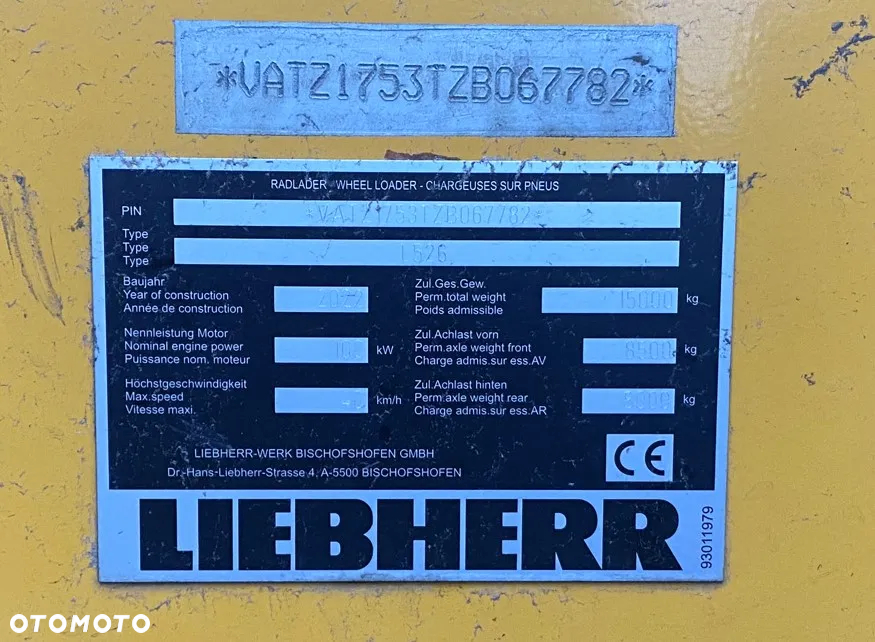 *VATZ1753TZB067782*
RADLADER - WHEEL LOADER - CHARGEUSES SUR PNEUS
PIN *VATZ1753TZB067782*
Type
Type L526
Type
Baujahr
Year of construction
Année de construction
Zul.Ges.Gew.
Perm.total weight 15000 kg
Poids admissible
Nennleistung Motor
Nominal engine power kW
Puissance nom. moteur
Zul.Achlast vorn
Perm.axle weight front 8500 kg
Charge admis.sur ess.AV
Höchstgeschwindigkeit
Max.speed km/h
Vitesse maxi.
Zul.Achlast hinten
Perm.axle weight rear kg
Charge admis.sur ess.AR
LIEBHERR-WERK BISCHOFSHOFEN GMBH
Dr.-Hans-Liebherr-Strasse 4, A-5500 BISCHOFSHOFEN
CE
LIEBHERR
93011979
OTOMOTO